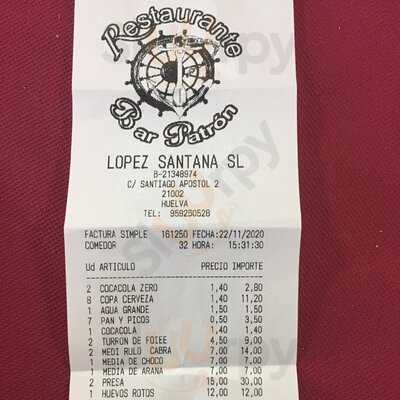 Restaurante
Bar Patrón
LOPEZ SANTANA SL
B-21348974
C/ SANTIAGO APOSTOL 2
21002
HUELVA
TEL: 959250528
FACTURA SIMPLE 161250 FECHA:22/11/2020
COMEDOR 32 HORA: 15:31:30
Ud ARTICULO PRECIO IMPORTE
2 COCACOLA ZERO 1,40 2,80
8 COPA CERVEZA 1,40 11,20
1 AGUA GRANDE 1,50 1,50
7 PAN Y PICOS 0,50 3,50
1 COCACOLA 1,40 1,40
2 TURRON DE FOIEE 4,50 9,00
2 MEDI RULO CABRA 7,00 14,00
1 MEDIA DE CHOCO 7,00 7,00
1 MEDIA DE ARANA 7,00 7,00
2 PRESA 15,00 30,00
1 HUEVOS ROTOS 12,00 12,00